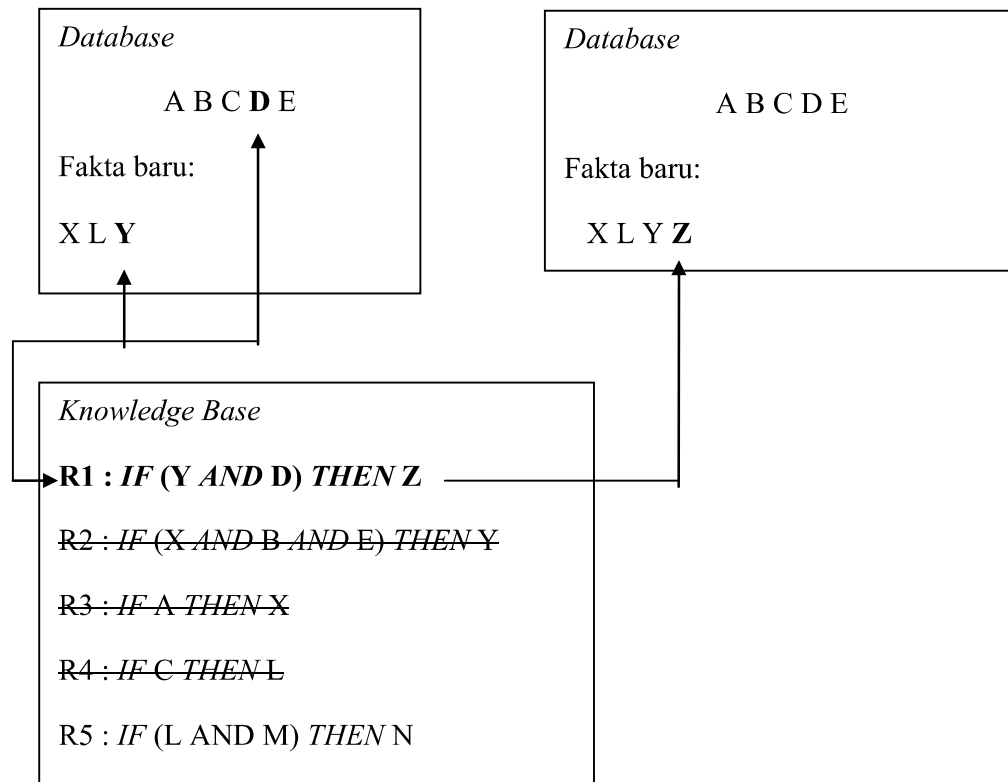 Database
A B C D E
Fakta baru:
X L Y
Database
A B C D E
Fakta baru:
X L Y Z
Knowledge Base
R1 : IF (Y AND D) THEN Z
R2 : IF (X AND B AND E) THEN Y
R3 : IF A THEN X
R4 : IF C THEN L
R5 : IF (L AND M) THEN N